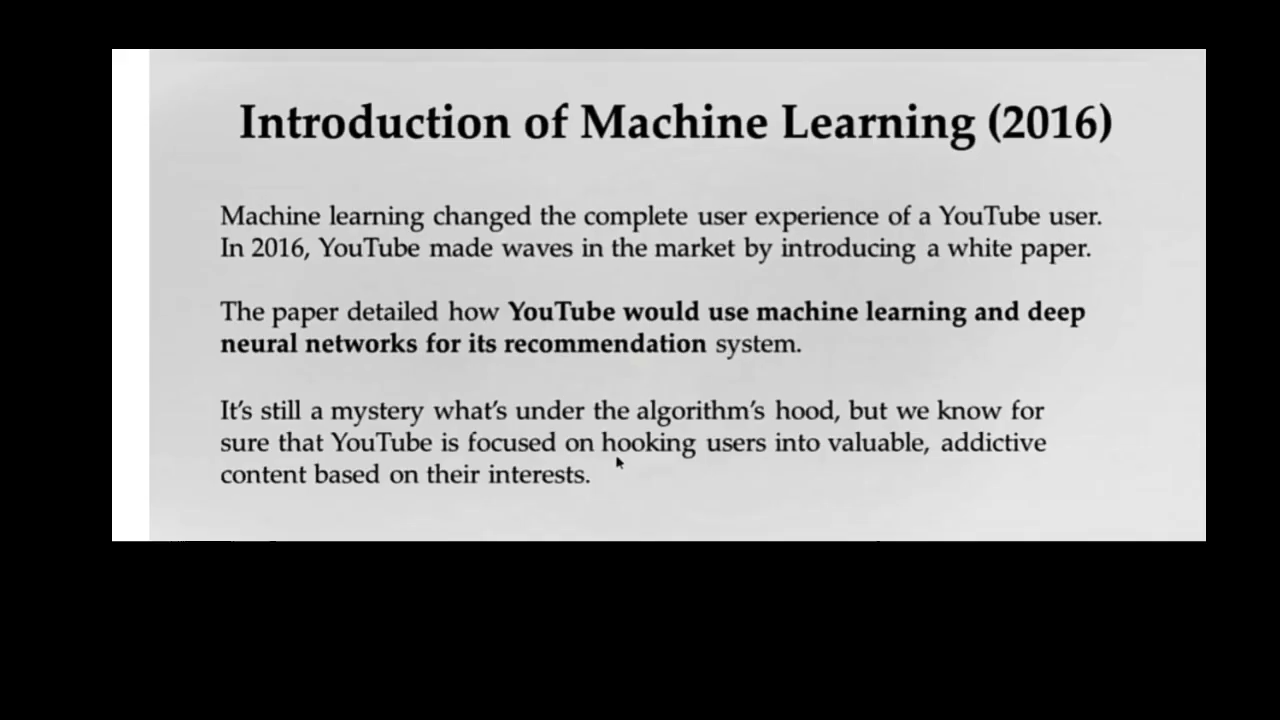 Introduction of Machine Learning (2016)
Machine learning changed the complete user experience of a YouTube user.
In 2016, YouTube made waves in the market by introducing a white paper.
The paper detailed how YouTube would use machine learning and deep
neural networks for its recommendation system.
It's still a mystery what's under the algorithm's hood, but we know for
sure that YouTube is focused on hooking users into valuable, addictive
content based on their interests.